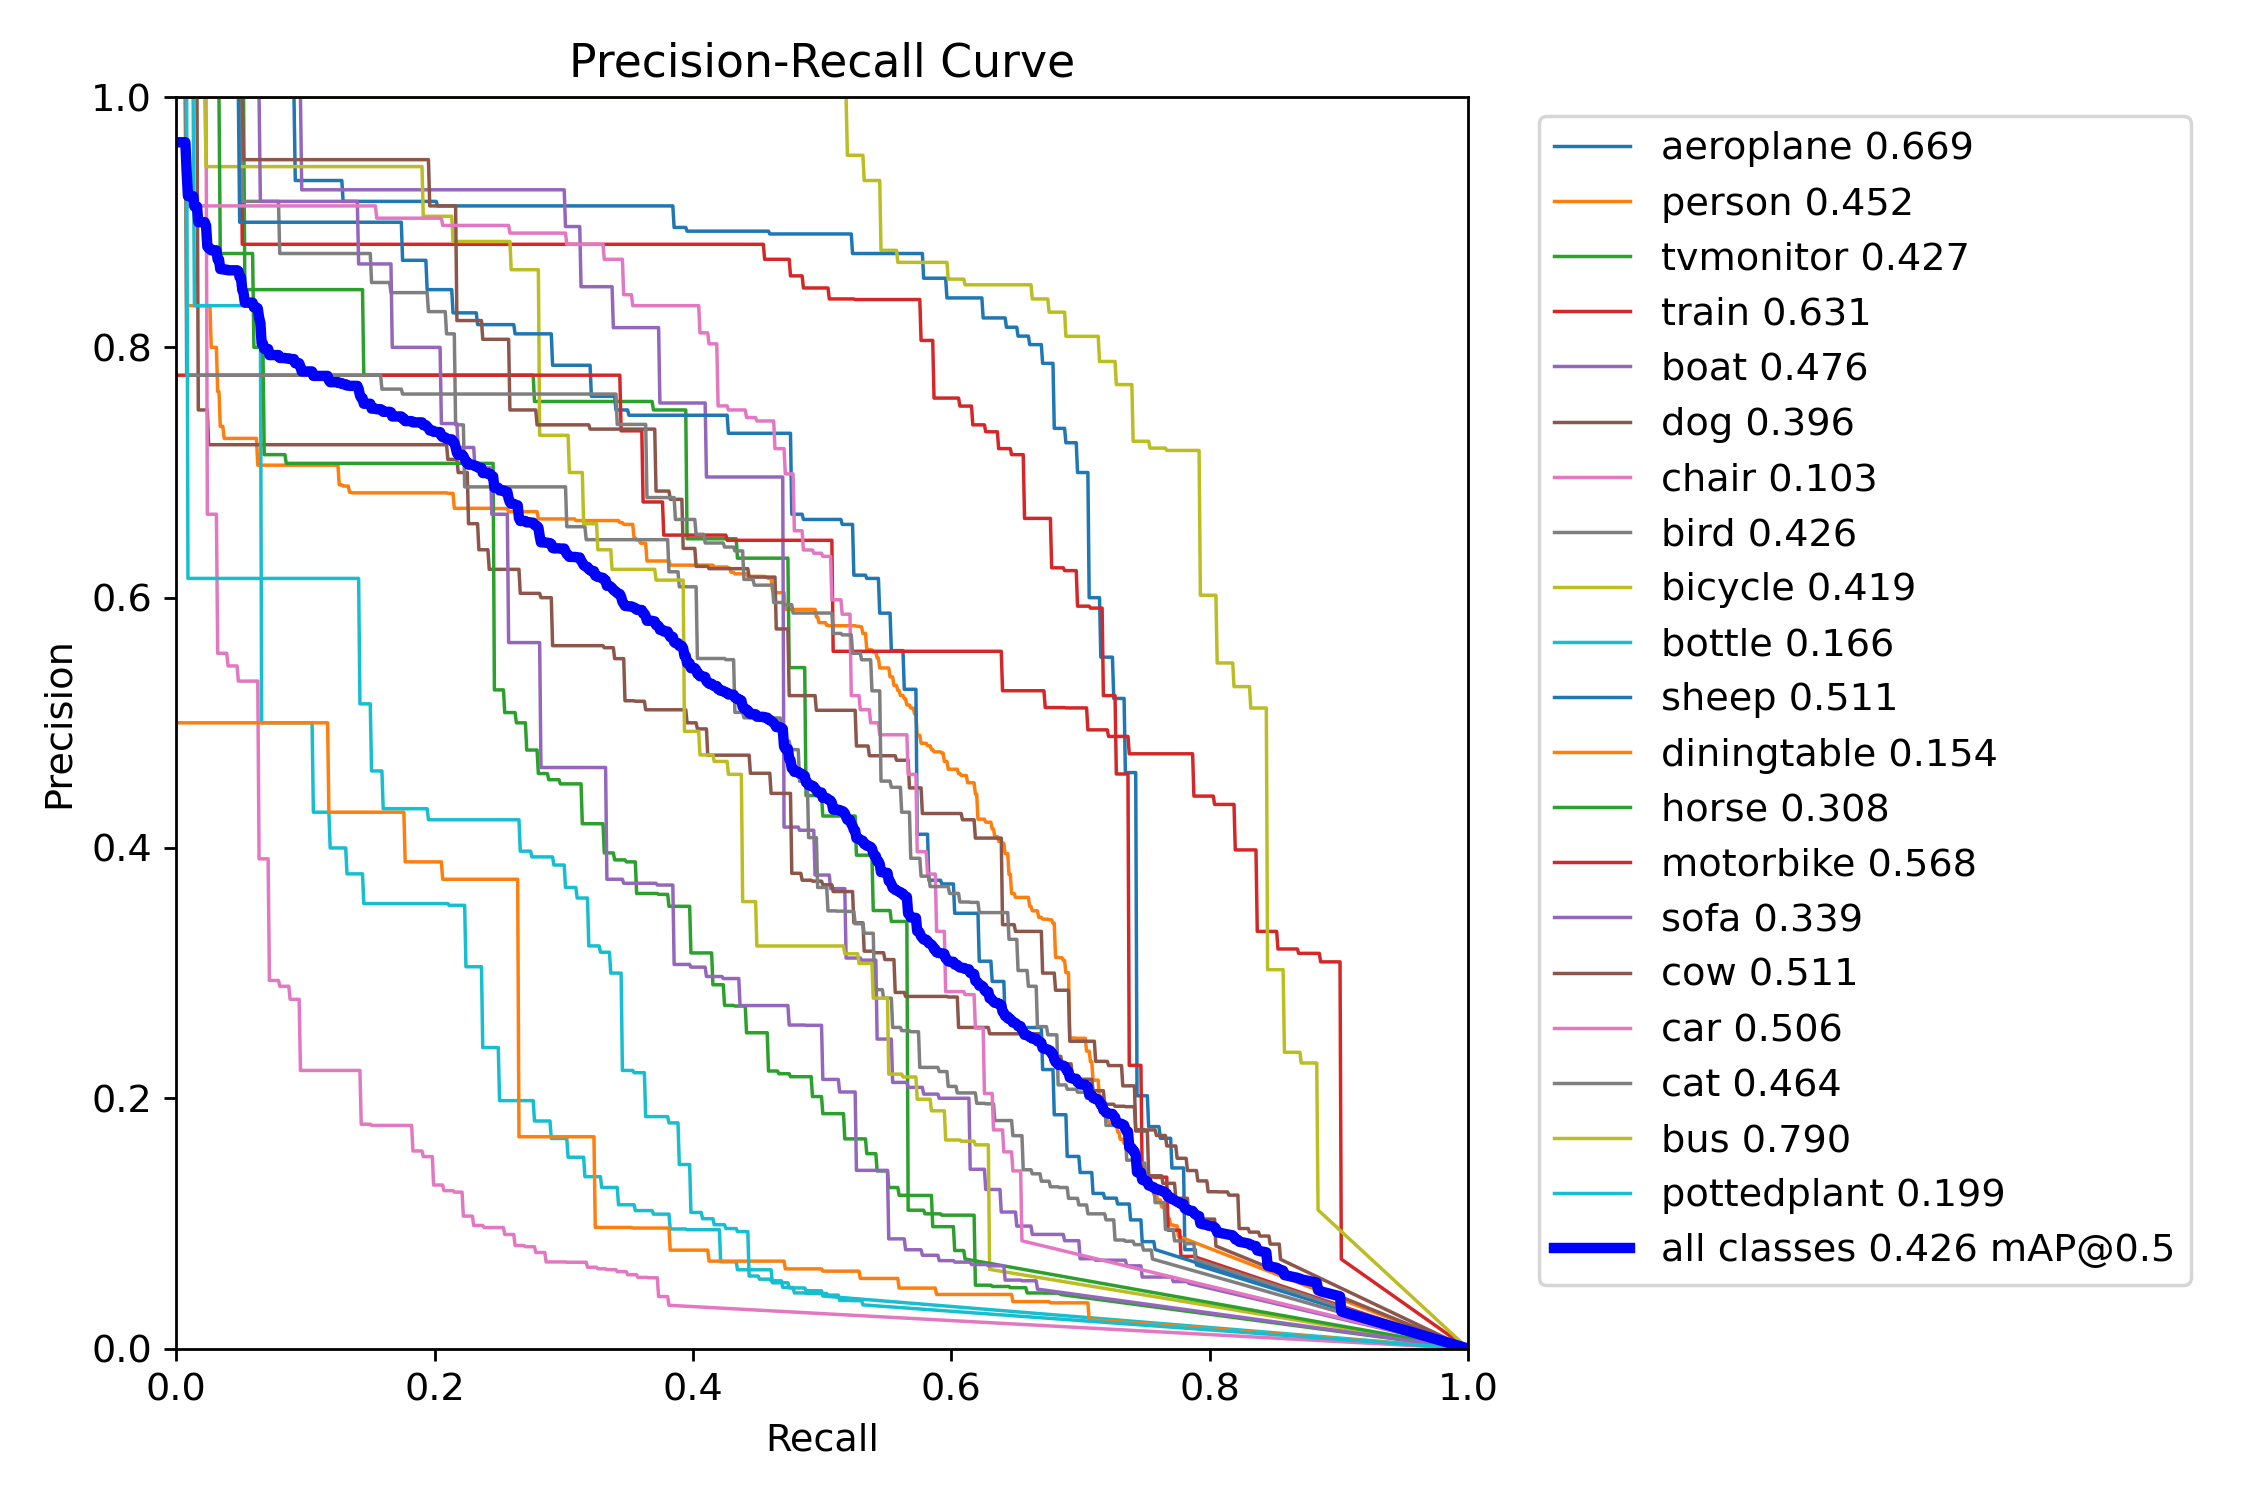 Precision-Recall Curve
1.0
0.8
0.6
0.4
0.2
0.0
Precision
0.0 0.2 0.4 0.6 0.8 1.0
Recall
aeroplane 0.669
person 0.452
tvmonitor 0.427
train 0.631
boat 0.476
dog 0.396
chair 0.103
bird 0.426
bicycle 0.419
bottle 0.166
sheep 0.511
diningtable 0.154
horse 0.308
motorbike 0.568
sofa 0.339
cow 0.511
car 0.506
cat 0.464
bus 0.790
pottedplant 0.199
all classes 0.426 mAP@0.5